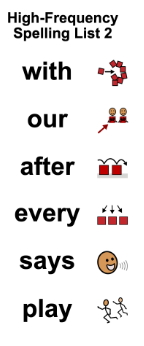 High-Frequency
Spelling List 2
with
our
after
every
says
play